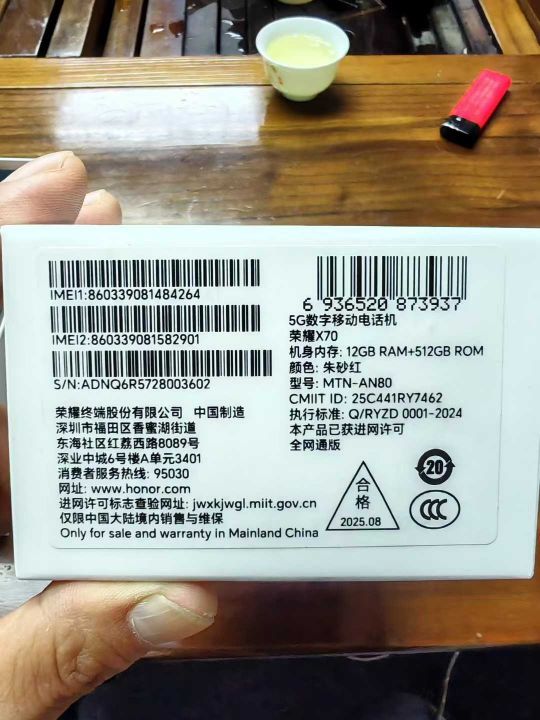 IMEI1:860339081484264
IMEI2:860339081582901
S/N:ADNQ6R5728003602
荣耀终端股份有限公司 中国制造
深圳市福田区香蜜湖街道
东海社区红荔西路8089号
深业中城6号楼A单元3401
消费者服务热线: 95030
网址: www.honor.com
进网许可标志查验网址: jwxkjwgl.miit.gov.cn
仅限中国大陆境内销售与维保
Only for sale and warranty in Mainland China
6 936520 873937
5G数字移动电话机
荣耀X70
机身内存: 12GB RAM+512GB ROM
颜色: 朱砂红
型号: MTN-AN80
CMIIT ID: 25C441RY7462
执行标准: Q/RYZD 0001-2024
本产品已获进网许可
全网通版
合
格
2025.08
20
CCC